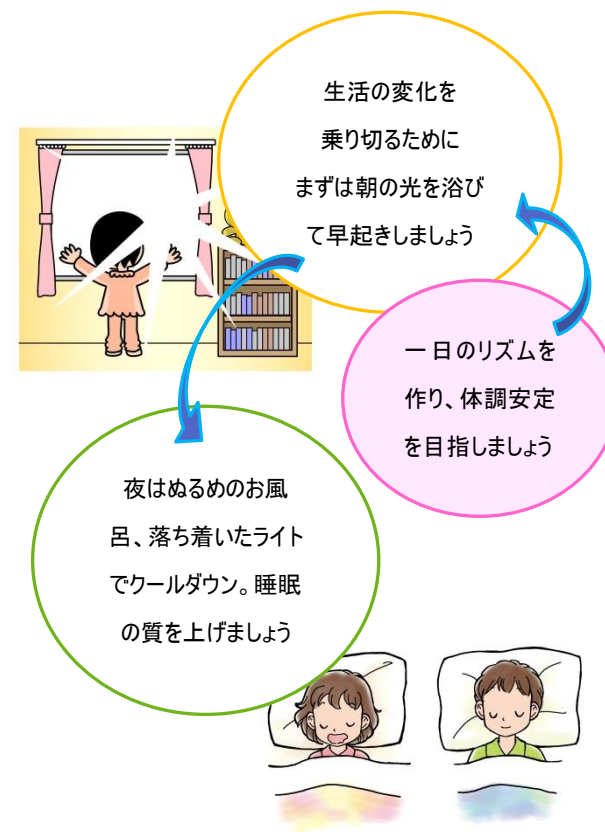 生活の変化を
乗り切るために
まずは朝の光を浴び
て早起きしましょう
一日のリズムを
作り、体調安定
を目指しましょう
夜はぬるめのお風
呂、落ち着いたライト
でクールダウン。睡眠
の質を上げましょう